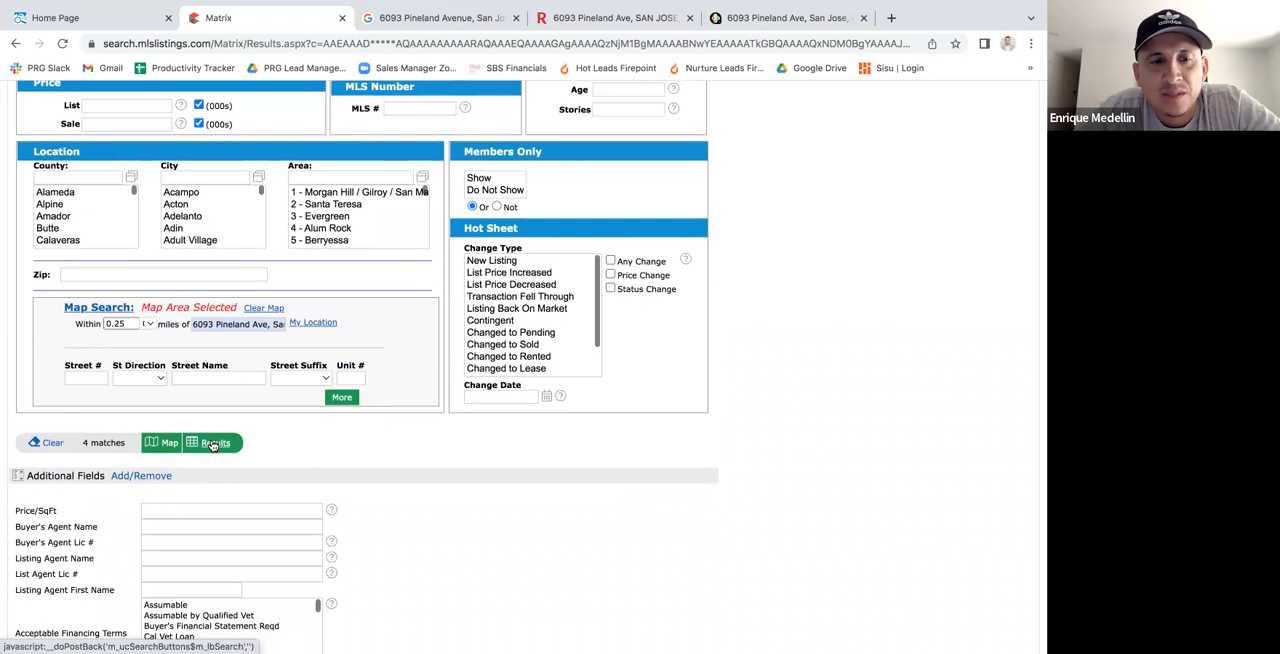 Home Page
Matrix
6093 Pineland Avenue, San Jo
6093 Pineland Ave, SAN JOSE,
6093 Pineland Ave, San Jose,
search.mlslistings.com/Matrix/Results.aspx?c=AAEAAAD*****AQAAAAAAAAARAQAAAEQAAAAGAgAAAAQzNjM1BgMAAAABNwYEAAAAATkGBQAAAAQxNDM0BgYAAAAJ...
PRG Slack
Gmail
Productivity Tracker
PRG Lead Manage...
Sales Manager Zo...
SBS Financials
Hot Leads Firepoint
Nurture Leads Fir...
Google Drive
Sisu | Login
»
Enrique Medellin
Price
List
(000s)
Sale
(000s)
MLS Number
MLS #
Age
Stories
Location
County:
City
Area:
Alameda
Alpine
Amador
Butte
Calaveras
Acampo
Acton
Adelanto
Adin
Adult Village
1 - Morgan Hill / Gilroy / San Ma
2 - Santa Teresa
3 - Evergreen
4 - Alum Rock
5 - Berryessa
Zip:
Map Search: Map Area Selected Clear Map
Within 0.25 miles of 6093 Pineland Ave, Sa My Location
Street #
St Direction
Street Name
Street Suffix
Unit #
More
Members Only
Show
Do Not Show
Or Not
Hot Sheet
Change Type
New Listing
List Price Increased
List Price Decreased
Transaction Fell Through
Listing Back On Market
Contingent
Changed to Pending
Changed to Sold
Changed to Rented
Changed to Lease
Any Change
Price Change
Status Change
Change Date
Clear
4 matches
Map
Results
Additional Fields Add/Remove
Price/SqFt
Buyer's Agent Name
Buyer's Agent Lic #
Listing Agent Name
List Agent Lic #
Listing Agent First Name
Acceptable Financing Terms
Assumable
Assumable by Qualified Vet
Buyer's Financial Statement Reqd
Cal Vet Loan
javascript:__doPostBack('m_ucSearchButtons$m_lbSearch','')